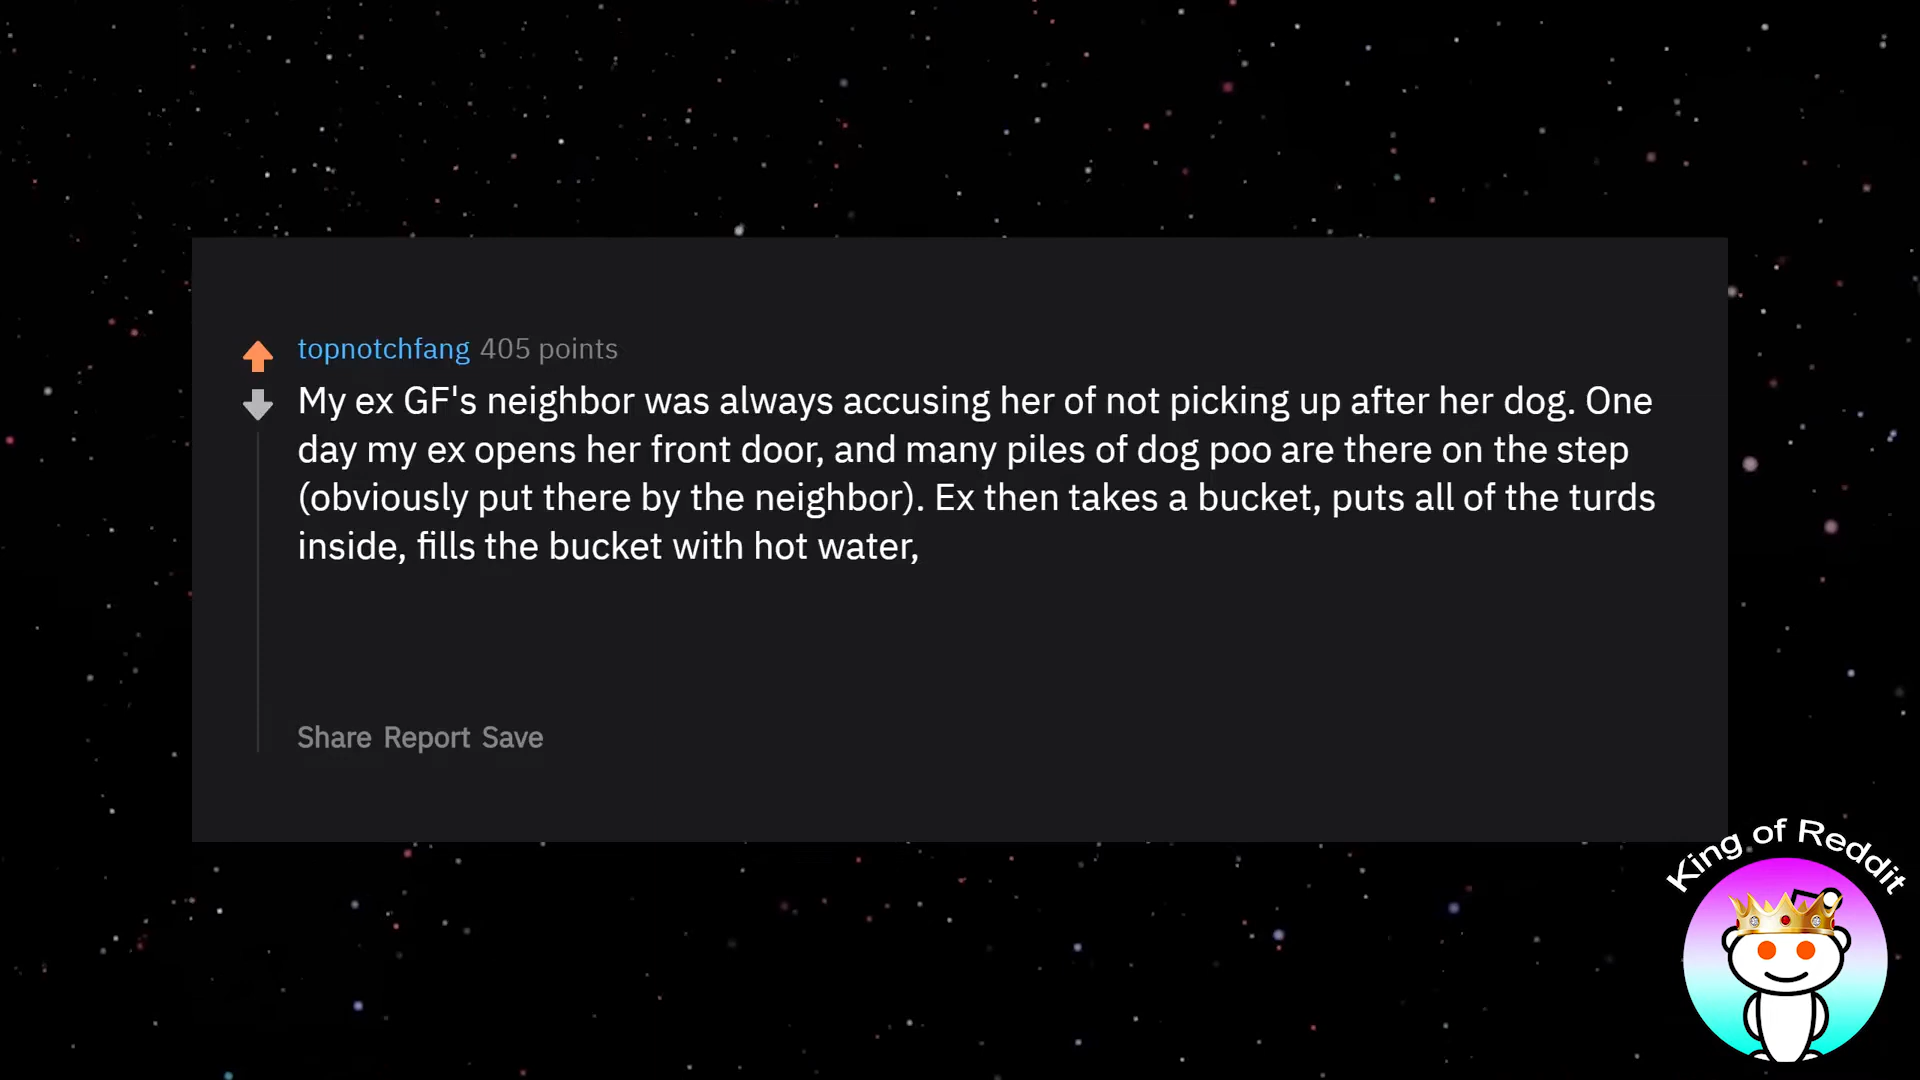 topnotchfang 405 points
My ex GF's neighbor was always accusing her of not picking up after her dog. One
day my ex opens her front door, and many piles of dog poo are there on the step
(obviously put there by the neighbor). Ex then takes a bucket, puts all of the turds
inside, fills the bucket with hot water,
Share Report Save
King of Reddit